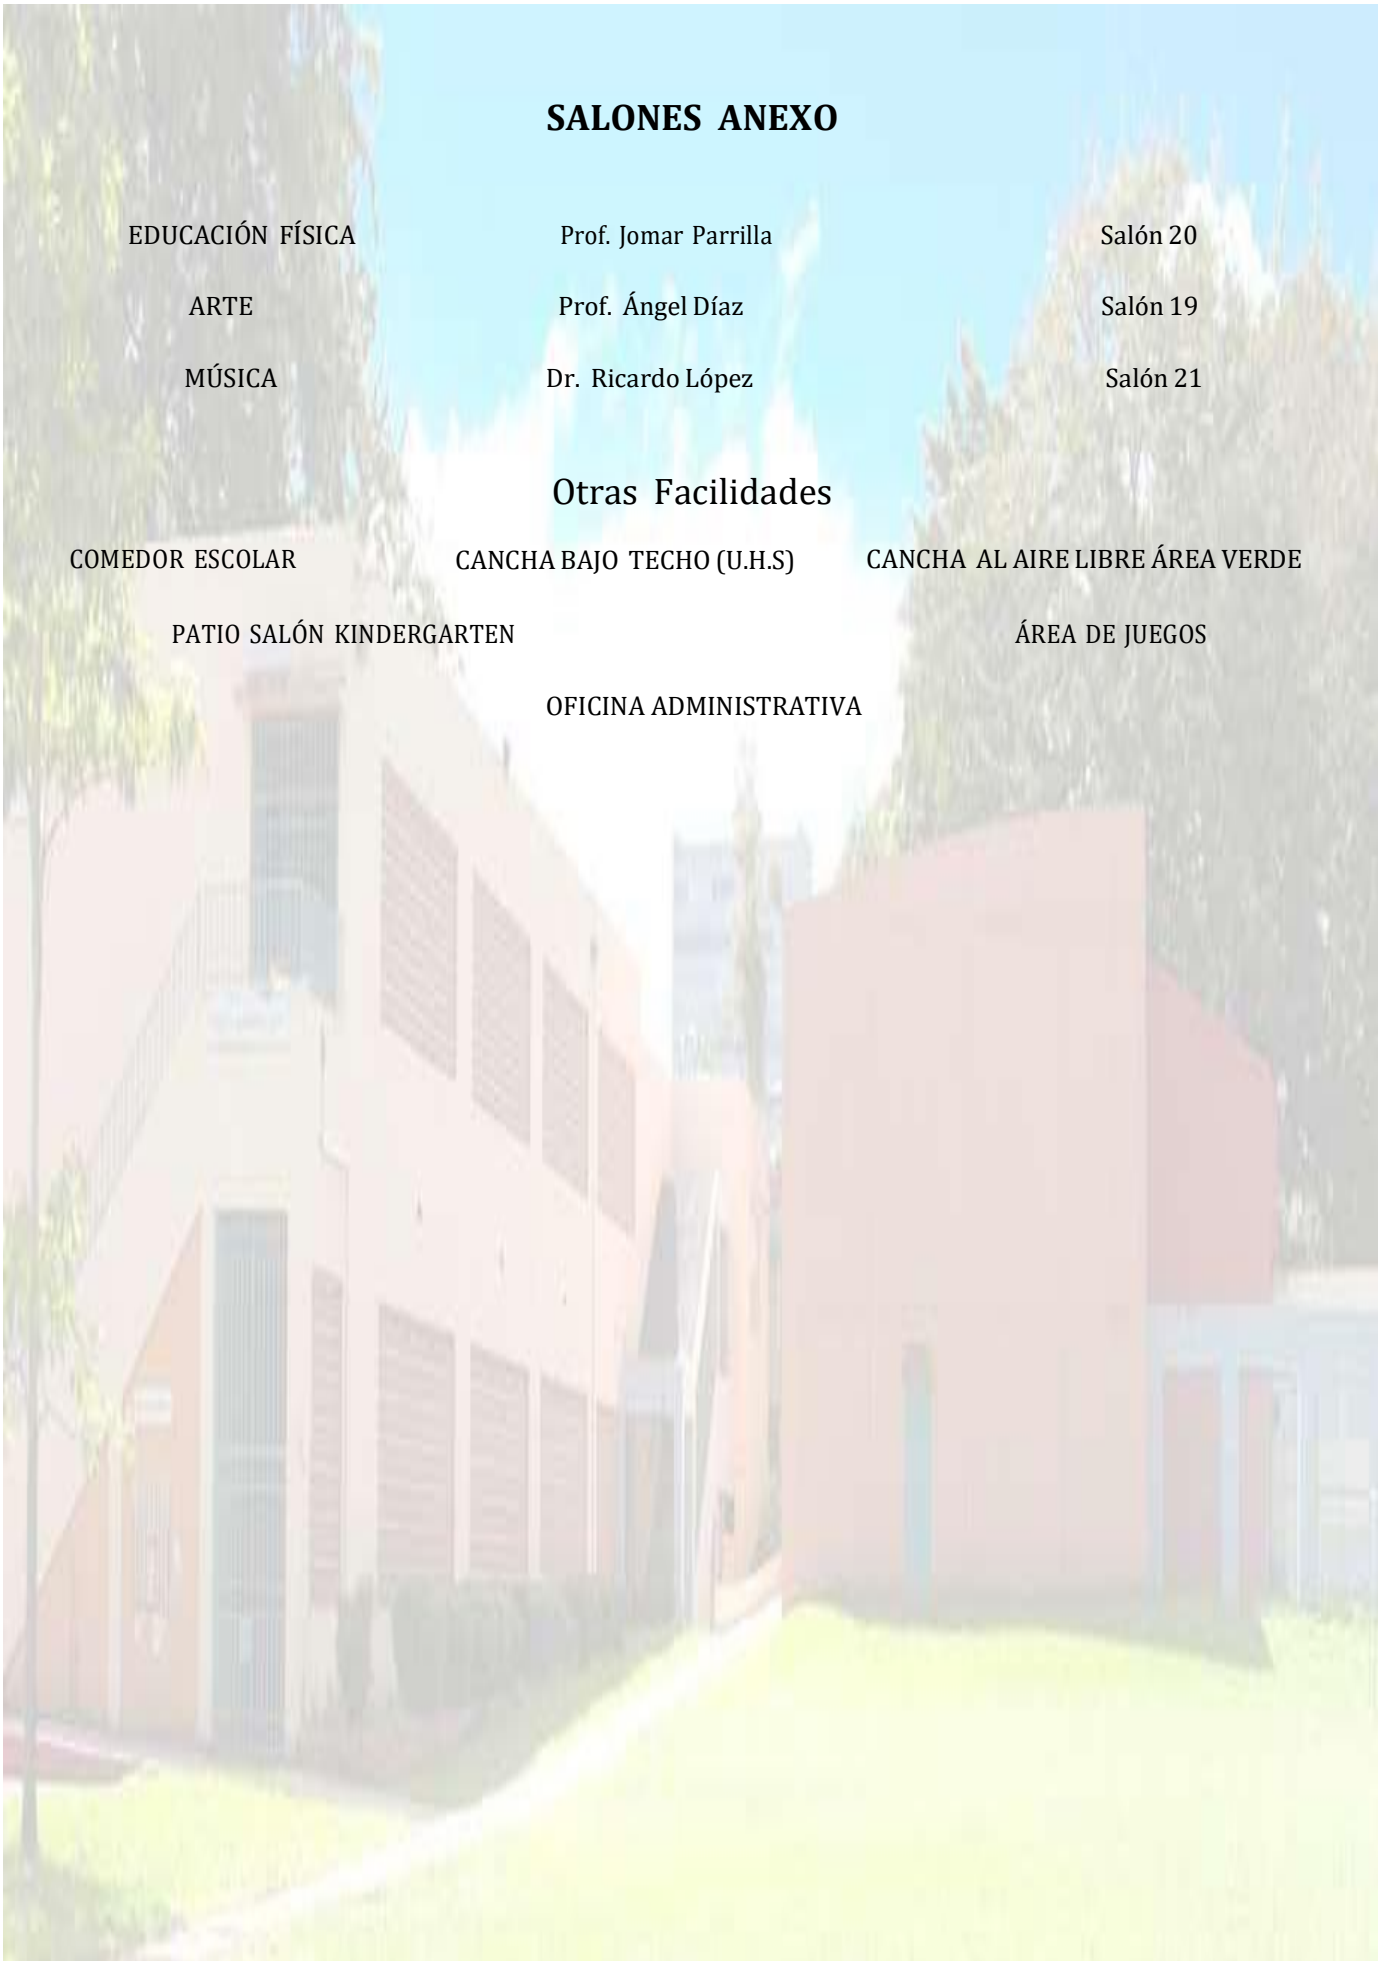 SALONES ANEXO
EDUCACIÓN FÍSICA Prof. Jomar Parrilla Salón 20
ARTE Prof. Ángel Díaz Salón 19
MÚSICA Dr. Ricardo López Salón 21
Otras Facilidades
COMEDOR ESCOLAR CANCHA BAJO TECHO (U.H.S) CANCHA AL AIRE LIBRE ÁREA VERDE
PATIO SALÓN KINDERGARTEN ÁREA DE JUEGOS
OFICINA ADMINISTRATIVA